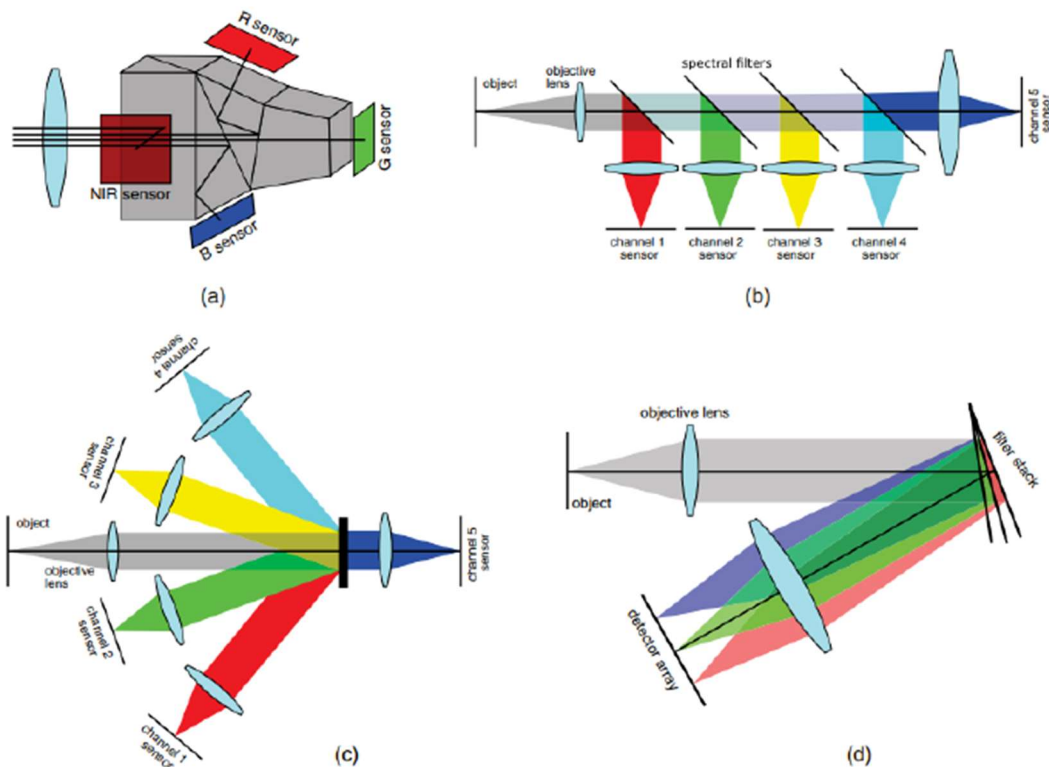 R sensor
NIR sensor
G sensor
B sensor
(a)
spectral filters
object
objective
lens
channel 5
sensor
channel 1
sensor
channel 2
sensor
channel 3
sensor
channel 4
sensor
(b)
channel 4
sensor
channel 3
sensor
object
objective
lens
channel 5
sensor
channel 2
sensor
channel 1
sensor
(c)
objective lens
object
filter stack
detector array
(d)